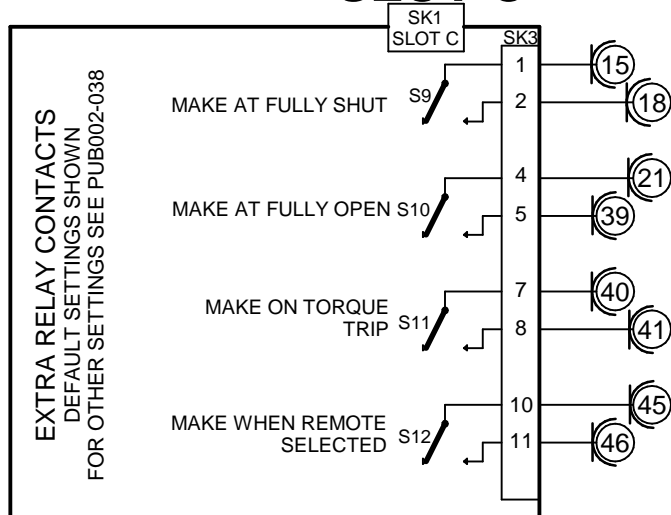 SK1
SLOT C
SK3
EXTRA RELAY CONTACTS
DEFAULT SETTINGS SHOWN
FOR OTHER SETTINGS SEE PUB002-038
MAKE AT FULLY SHUT S9
1 15
2 18
MAKE AT FULLY OPEN S10
4 21
5 39
MAKE ON TORQUE
TRIP S11
7 40
8 41
MAKE WHEN REMOTE
SELECTED S12
10 45
11 46